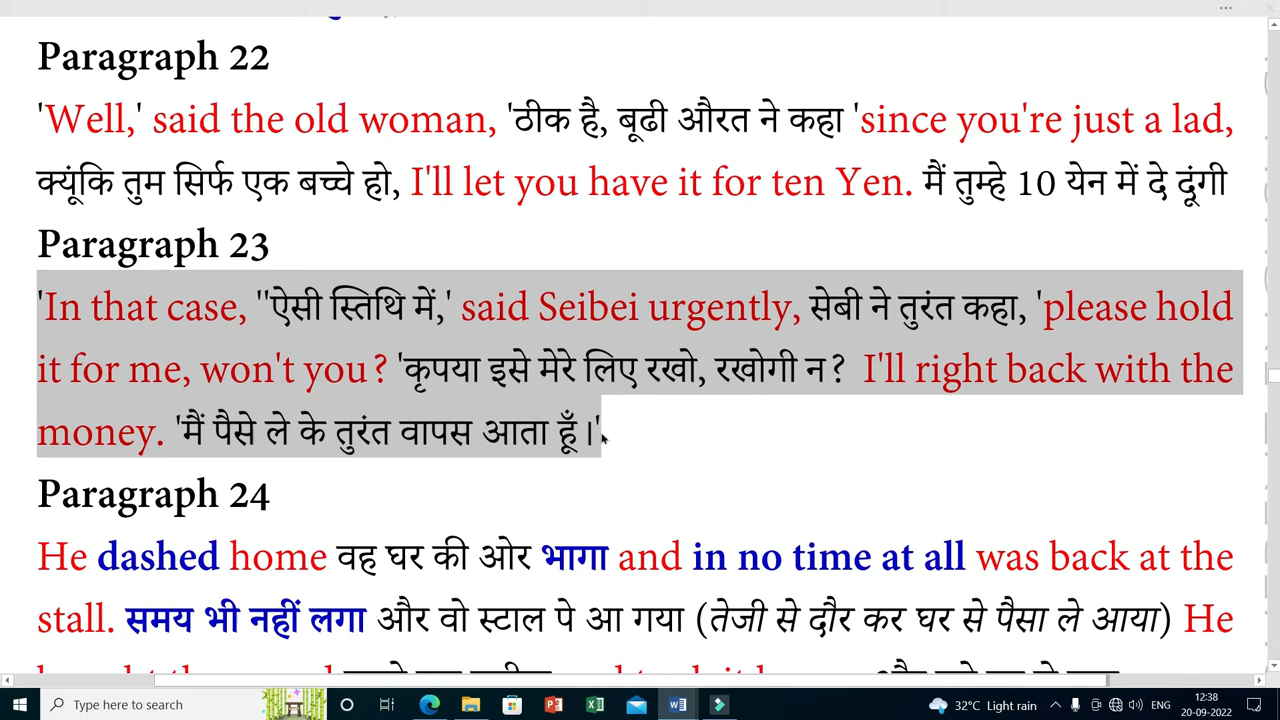 Paragraph 22
'Well,' said the old woman, 'ठीक है, बूढी औरत ने कहा 'since you're just a lad,
क्यूंकि तुम सिर्फ एक बच्चे हो, I'll let you have it for ten Yen. मैं तुम्हे 10 येन में दे दूंगी
Paragraph 23
'In that case, ''ऐसी स्तिथि में,' said Seibei urgently, सेबी ने तुरंत कहा, 'please hold
it for me, won't you? 'कृपया इसे मेरे लिए रखो, रखोगी न? I'll right back with the
money. 'मैं पैसे ले के तुरंत वापस आता हूँ।'
Paragraph 24
He dashed home वह घर की ओर भागा and in no time at all was back at the
stall. समय भी नहीं लगा और वो स्टाल पे आ गया (तेजी से दौर कर घर से पैसा ले आया) He
Type here to search
32°C Light rain
ENG
12:38
20-09-2022